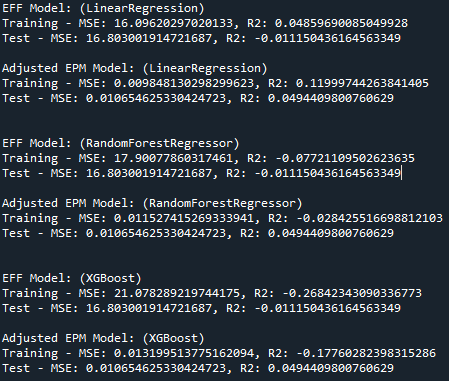 EFF Model: (LinearRegression)
Training - MSE: 16.09620297020133, R2: 0.04859690085049928
Test - MSE: 16.803001914721687, R2: -0.011150436164563349
Adjusted EPM Model: (LinearRegression)
Training - MSE: 0.009848130298299623, R2: 0.11999744263841405
Test - MSE: 0.010654625330424723, R2: 0.0494409800760629
EFF Model: (RandomForestRegressor)
Training - MSE: 17.90077860317461, R2: -0.07721109502623635
Test - MSE: 16.803001914721687, R2: -0.011150436164563349
Adjusted EPM Model: (RandomForestRegressor)
Training - MSE: 0.011527415269333941, R2: -0.028425516698812103
Test - MSE: 0.010654625330424723, R2: 0.0494409800760629
EFF Model: (XGBoost)
Training - MSE: 21.078289219744175, R2: -0.26842343090336773
Test - MSE: 16.803001914721687, R2: -0.011150436164563349
Adjusted EPM Model: (XGBoost)
Training - MSE: 0.013199513775162094, R2: -0.17760282398315286
Test - MSE: 0.010654625330424723, R2: 0.0494409800760629